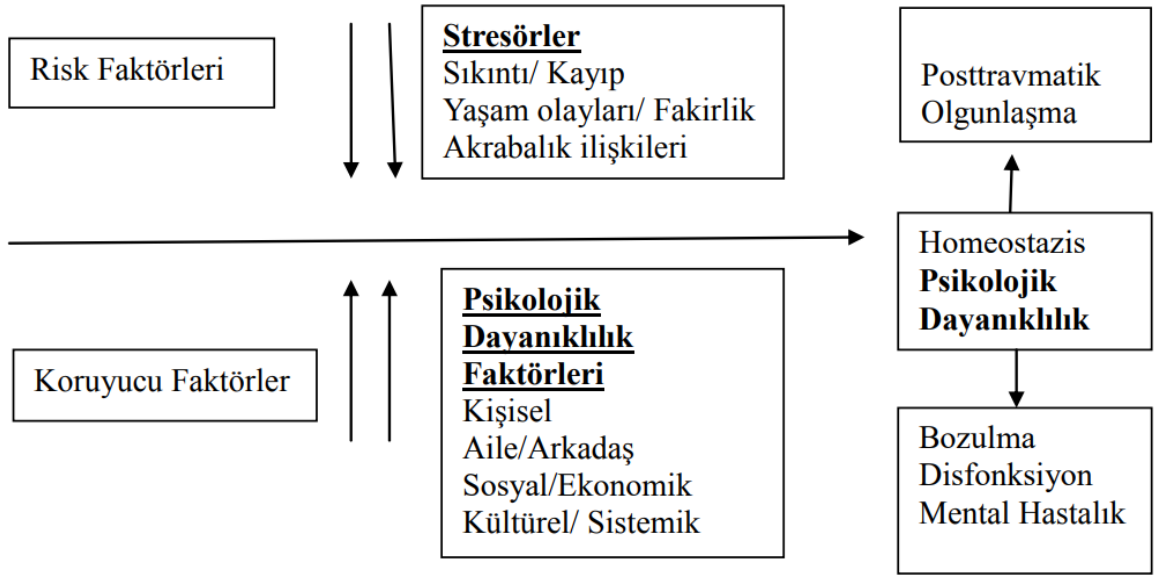 Risk Faktörleri
Stresörler
Sıkıntı/ Kayıp
Yaşam olayları/ Fakirlik
Akrabalık ilişkileri
Posttravmatik
Olgunlaşma
Homeostazis
Psikolojik
Dayanıklılık
Koruyucu Faktörler
Psikolojik
Dayanıklılık
Faktörleri
Kişisel
Aile/Arkadaş
Sosyal/Ekonomik
Kültürel/ Sistemik
Bozulma
Disfonksiyon
Mental Hastalık